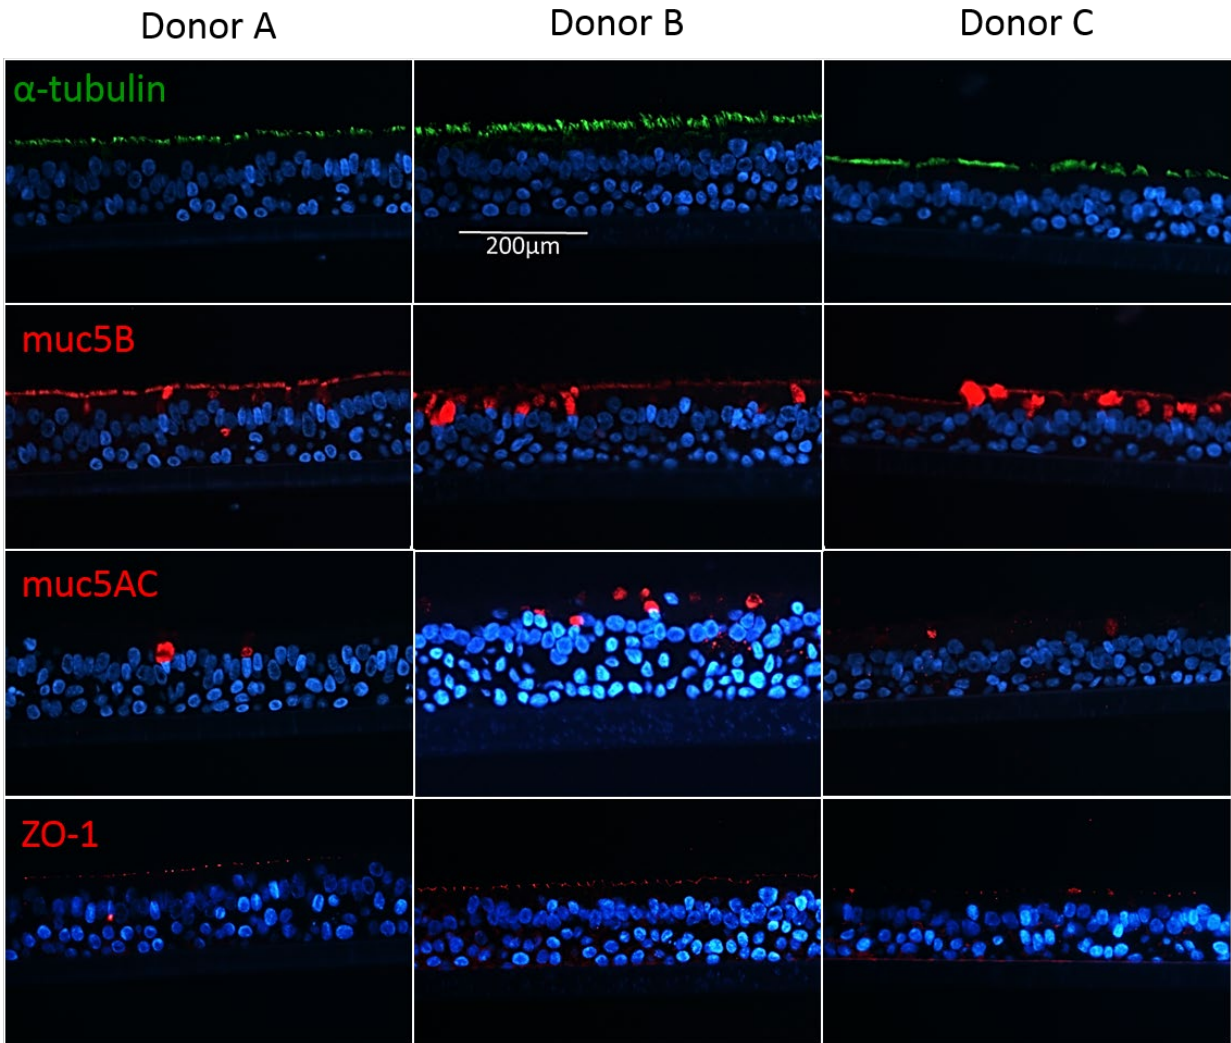 Donor A
Donor B
Donor C
α-tubulin
200µm
muc5B
muc5AC
ZO-1